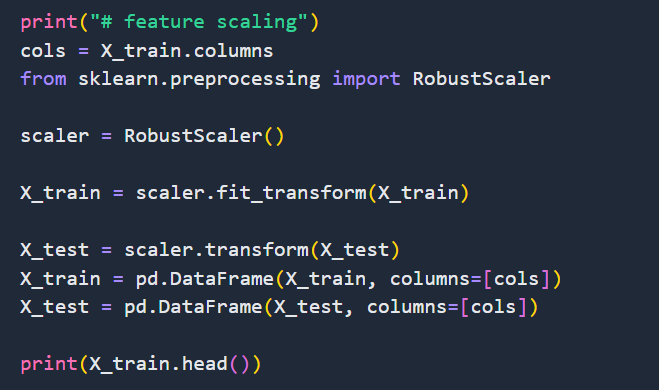 print("# feature scaling")
cols = X_train.columns
from sklearn.preprocessing import RobustScaler
scaler = RobustScaler()
X_train = scaler.fit_transform(X_train)
X_test = scaler.transform(X_test)
X_train = pd.DataFrame(X_train, columns=[cols])
X_test = pd.DataFrame(X_test, columns=[cols])
print(X_train.head())